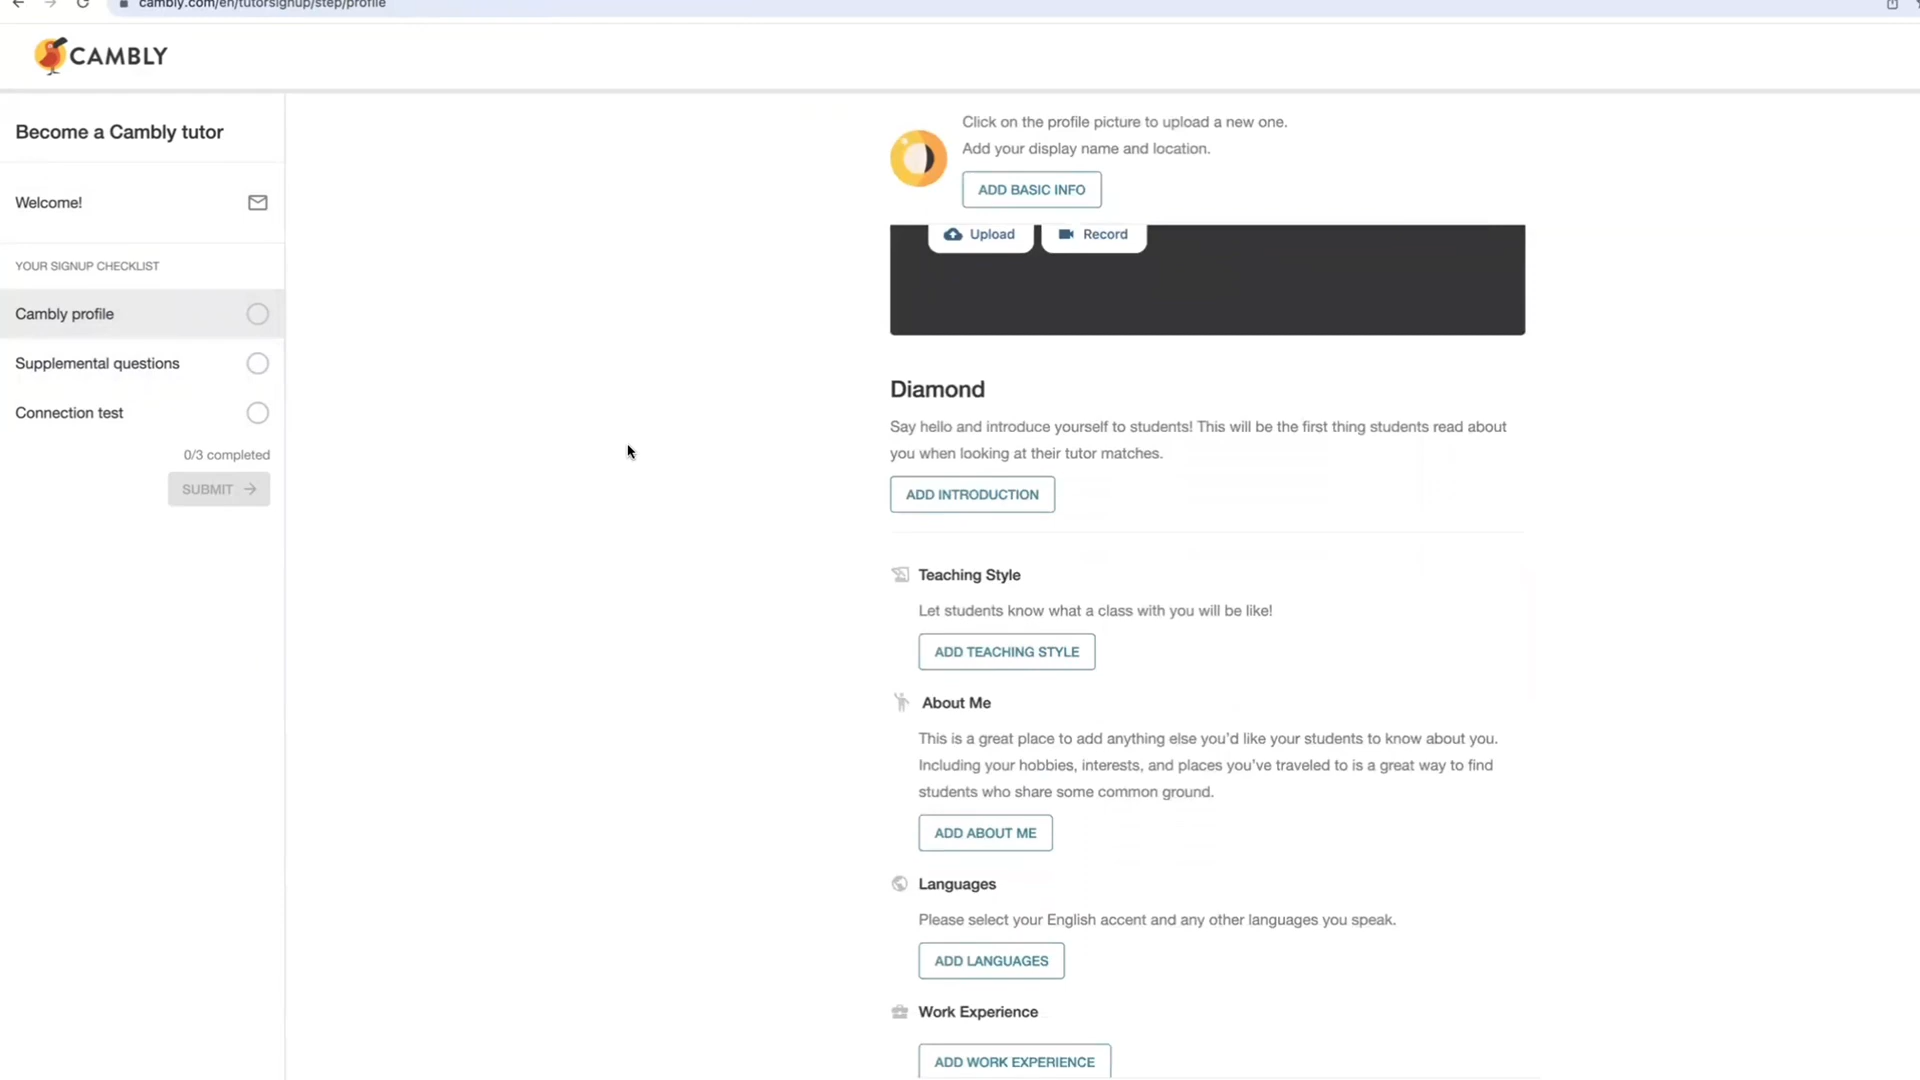 cambly.com/en/tutorsignup/step/profile
CAMBLY
Become a Cambly tutor
Welcome!
YOUR SIGNUP CHECKLIST
Cambly profile
Supplemental questions
Connection test
0/3 completed
SUBMIT
Click on the profile picture to upload a new one.
Add your display name and location.
ADD BASIC INFO
Upload
Record
Diamond
Say hello and introduce yourself to students! This will be the first thing students read about
you when looking at their tutor matches.
ADD INTRODUCTION
Teaching Style
Let students know what a class with you will be like!
ADD TEACHING STYLE
About Me
This is a great place to add anything else you’d like your students to know about you.
Including your hobbies, interests, and places you’ve traveled to is a great way to find
students who share some common ground.
ADD ABOUT ME
Languages
Please select your English accent and any other languages you speak.
ADD LANGUAGES
Work Experience
ADD WORK EXPERIENCE